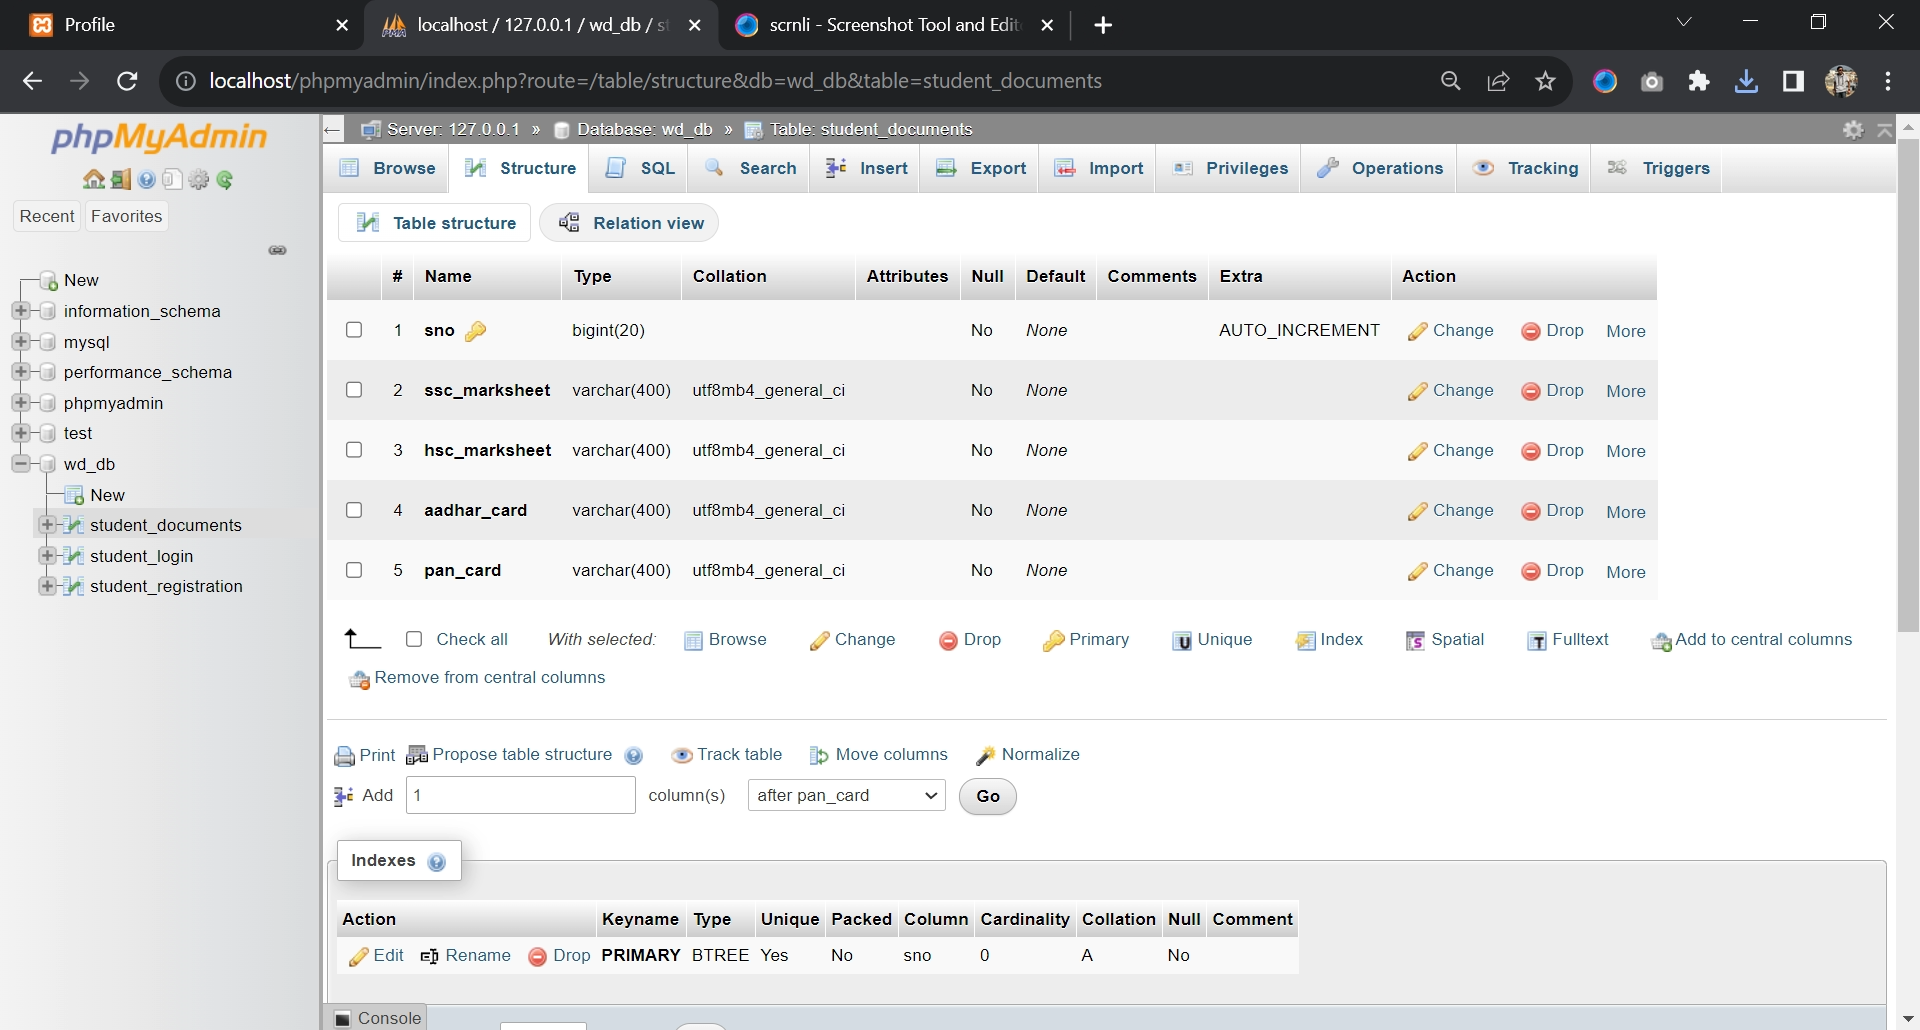 Profile
localhost / 127.0.0.1 / wd_db / st
scrnli - Screenshot Tool and Edit
localhost/phpmyadmin/index.php?route=/table/structure&db=wd_db&table=student_documents
phpMyAdmin
Recent Favorites
New
information_schema
mysql
performance_schema
phpmyadmin
test
wd_db
New
student_documents
student_login
student_registration
Server: 127.0.0.1 » Database: wd_db » Table: student_documents
Browse Structure SQL Search Insert Export Import Privileges Operations Tracking Triggers
Table structure Relation view
# Name Type Collation Attributes Null Default Comments Extra Action
1 sno bigint(20) No None AUTO_INCREMENT Change Drop More
2 ssc_marksheet varchar(400) utf8mb4_general_ci No None Change Drop More
3 hsc_marksheet varchar(400) utf8mb4_general_ci No None Change Drop More
4 aadhar_card varchar(400) utf8mb4_general_ci No None Change Drop More
5 pan_card varchar(400) utf8mb4_general_ci No None Change Drop More
Check all With selected: Browse Change Drop Primary Unique Index Spatial Fulltext Add to central columns
Remove from central columns
Print Propose table structure Track table Move columns Normalize
Add 1 column(s) after pan_card Go
Indexes
Action Keyname Type Unique Packed Column Cardinality Collation Null Comment
Edit Rename Drop PRIMARY BTREE Yes No sno 0 A No
Console